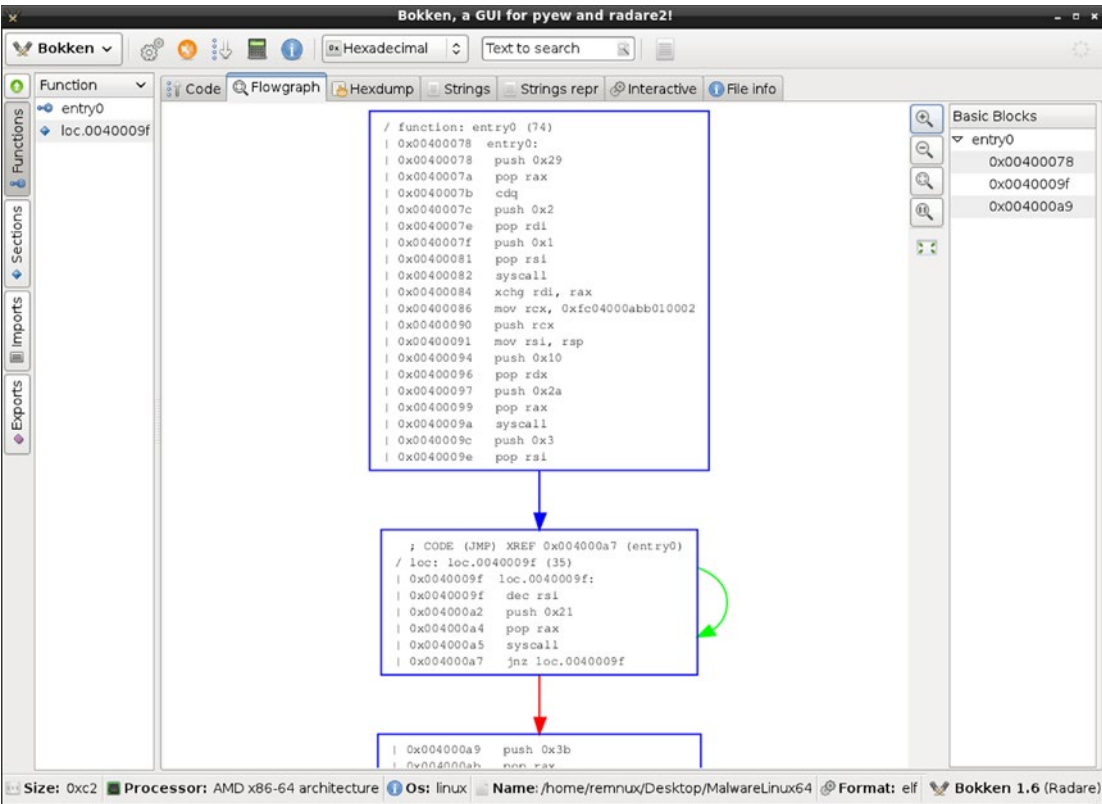 Bokken, a GUI for pyew and radare2!
Bokken
Hexadecimal
Text to search
Functions
Sections
Imports
Exports
Function
entry0
loc.0040009f
Code
Flowgraph
Hexdump
Strings
Strings repr
Interactive
File info
/ function: entry0 (74)
| 0x00400078 entry0:
| 0x00400078 push 0x29
| 0x0040007a pop rax
| 0x0040007b cdq
| 0x0040007c push 0x2
| 0x0040007e pop rdi
| 0x0040007f push 0x1
| 0x00400081 pop rsi
| 0x00400082 syscall
| 0x00400084 xchg rdi, rax
| 0x00400086 mov rcx, 0xfc04000abb010002
| 0x00400090 push rcx
| 0x00400091 mov rsi, rsp
| 0x00400094 push 0x10
| 0x00400096 pop rdx
| 0x00400097 push 0x2a
| 0x00400099 pop rax
| 0x0040009a syscall
| 0x0040009c push 0x3
| 0x0040009e pop rsi
; CODE (JMP) XREF 0x004000a7 (entry0)
/ loc: loc.0040009f (35)
| 0x0040009f loc.0040009f:
| 0x0040009f dec rsi
| 0x004000a2 push 0x21
| 0x004000a4 pop rax
| 0x004000a5 syscall
| 0x004000a7 jnz loc.0040009f
| 0x004000a9 push 0x3b
| 0x004000ab pop rax
Basic Blocks
entry0
0x00400078
0x0040009f
0x004000a9
Size: 0xc2 Processor: AMD x86-64 architecture Os: linux Name: /home/remnux/Desktop/MalwareLinux64 Format: elf Bokken 1.6 (Radare)